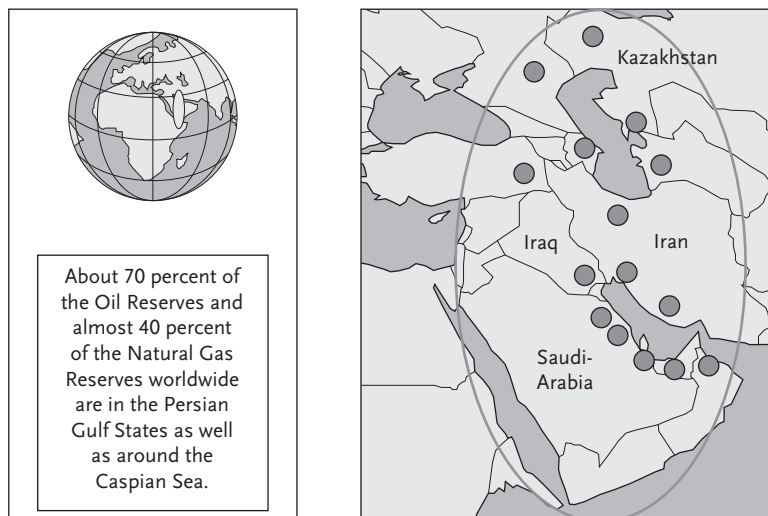 About 70 percent of
the Oil Reserves and
almost 40 percent
of the Natural Gas
Reserves worldwide
are in the Persian
Gulf States as well
as around the
Caspian Sea.
Kazakhstan
Iraq
Iran
Saudi-
Arabia